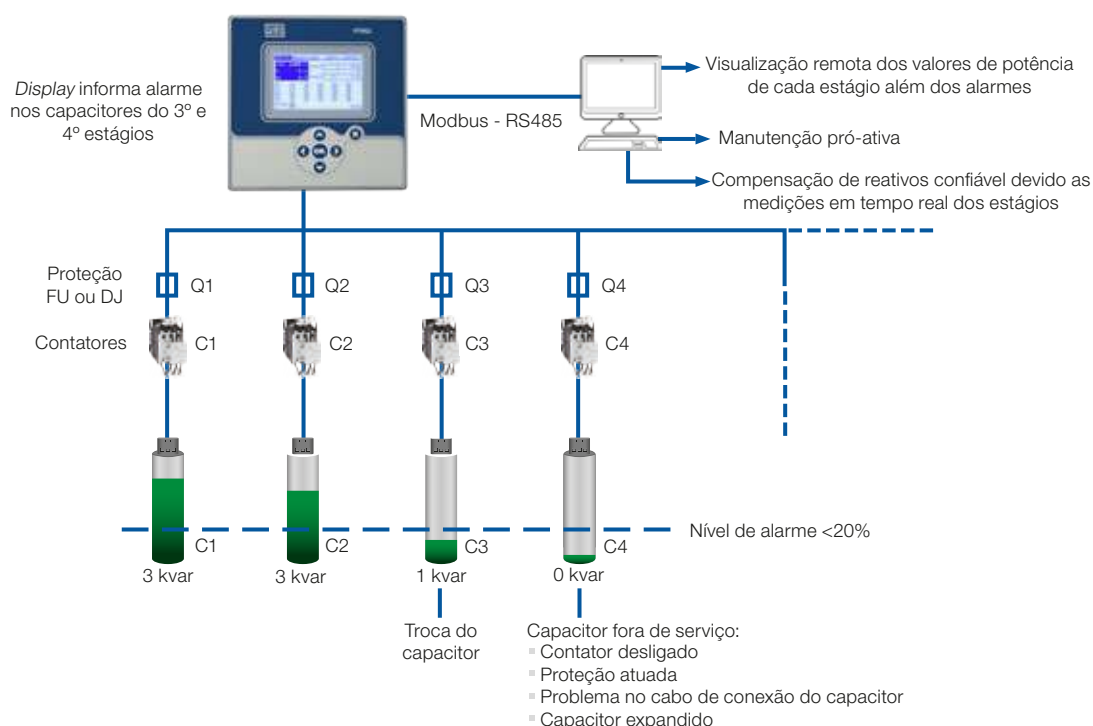 Display informa alarme
nos capacitores do 3º e
4º estágios
Modbus - RS485
Visualização remota dos valores de potência
de cada estágio além dos alarmes
Manutenção pró-ativa
Compensação de reativos confiável devido as
medições em tempo real dos estágios
Proteção
FU ou DJ
Q1
Q2
Q3
Q4
Contatores
C1
C2
C3
C4
Nível de alarme <20%
C1
C2
C3
C4
3 kvar
3 kvar
1 kvar
0 kvar
Troca do
capacitor
Capacitor fora de serviço:
Contator desligado
Proteção atuada
Problema no cabo de conexão do capacitor
Capacitor expandido